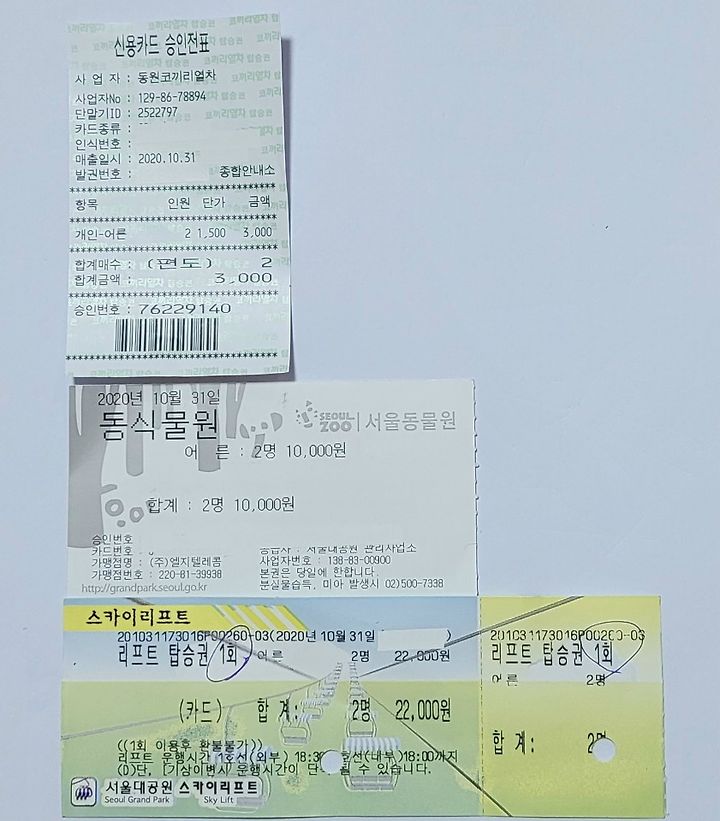 신용카드 승인전표
사 업 자 : 동원코끼리열차
사업자No : 129-86-78894
단말기ID : 2522797
카드종류 :
인식번호 :
매출일시 : 2020.10.31
발권번호 : 종합안내소
항목 인원 단가 금액
개인-어른 2 1,500 3,000
합계매수 : (편도) 2
합계금액 : 3,000
승인번호 : 76229140
2020년 10월 31일
동식물원
SEOUL ZOO | 서울동물원
어 른 : 2명 10,000원
합계 : 2명 10,000원
승인번호
카드번호
가맹점명 : (주)엘지텔레콤
가맹점번호 : 220-81-39938
http://grandpark.seoul.go.kr
공급자 : 서울대공원 관리사업소
사업자번호 : 138-83-00900
본권은 당일에 한합니다.
분실물습득, 미아 발생시 02)500-7338
스카이리프트
201031173016P00260-03(2020년 10월 31일 )
리프트 탑승권 1회 어른 2명 22,000원
(카드) 합 계: 2명 22,000원
((1회 이용후 환불불가))
리프트 운행시간 1호선(외부) 18:3 호선(내부)18:00까지
(D)단, [기상이변시 운행시간이 단 될 수 있습니다.
서울대공원 스카이리프트
Seoul Grand Park Sky Lift
201031173016P00260-03
리프트 탑승권 1회
어른 2명
합 계: 2명